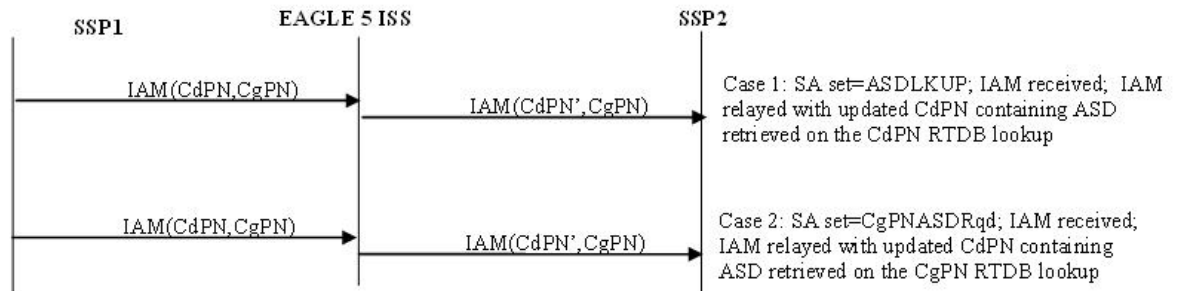 SSP1 EAGLE 5 ISS SSP2
IAM(CdPN,CgPN)
IAM(CdPN',CgPN)
Case 1: SA set=ASDLKUP; IAM received; IAM
relayed with updated CdPN containing ASD
retrieved on the CdPN RTDB lookup
IAM(CdPN,CgPN)
IAM(CdPN',CgPN)
Case 2: SA set=CgPNASDRqd; IAM received;
IAM relayed with updated CdPN containing
ASD retrieved on the CgPN RTDB lookup